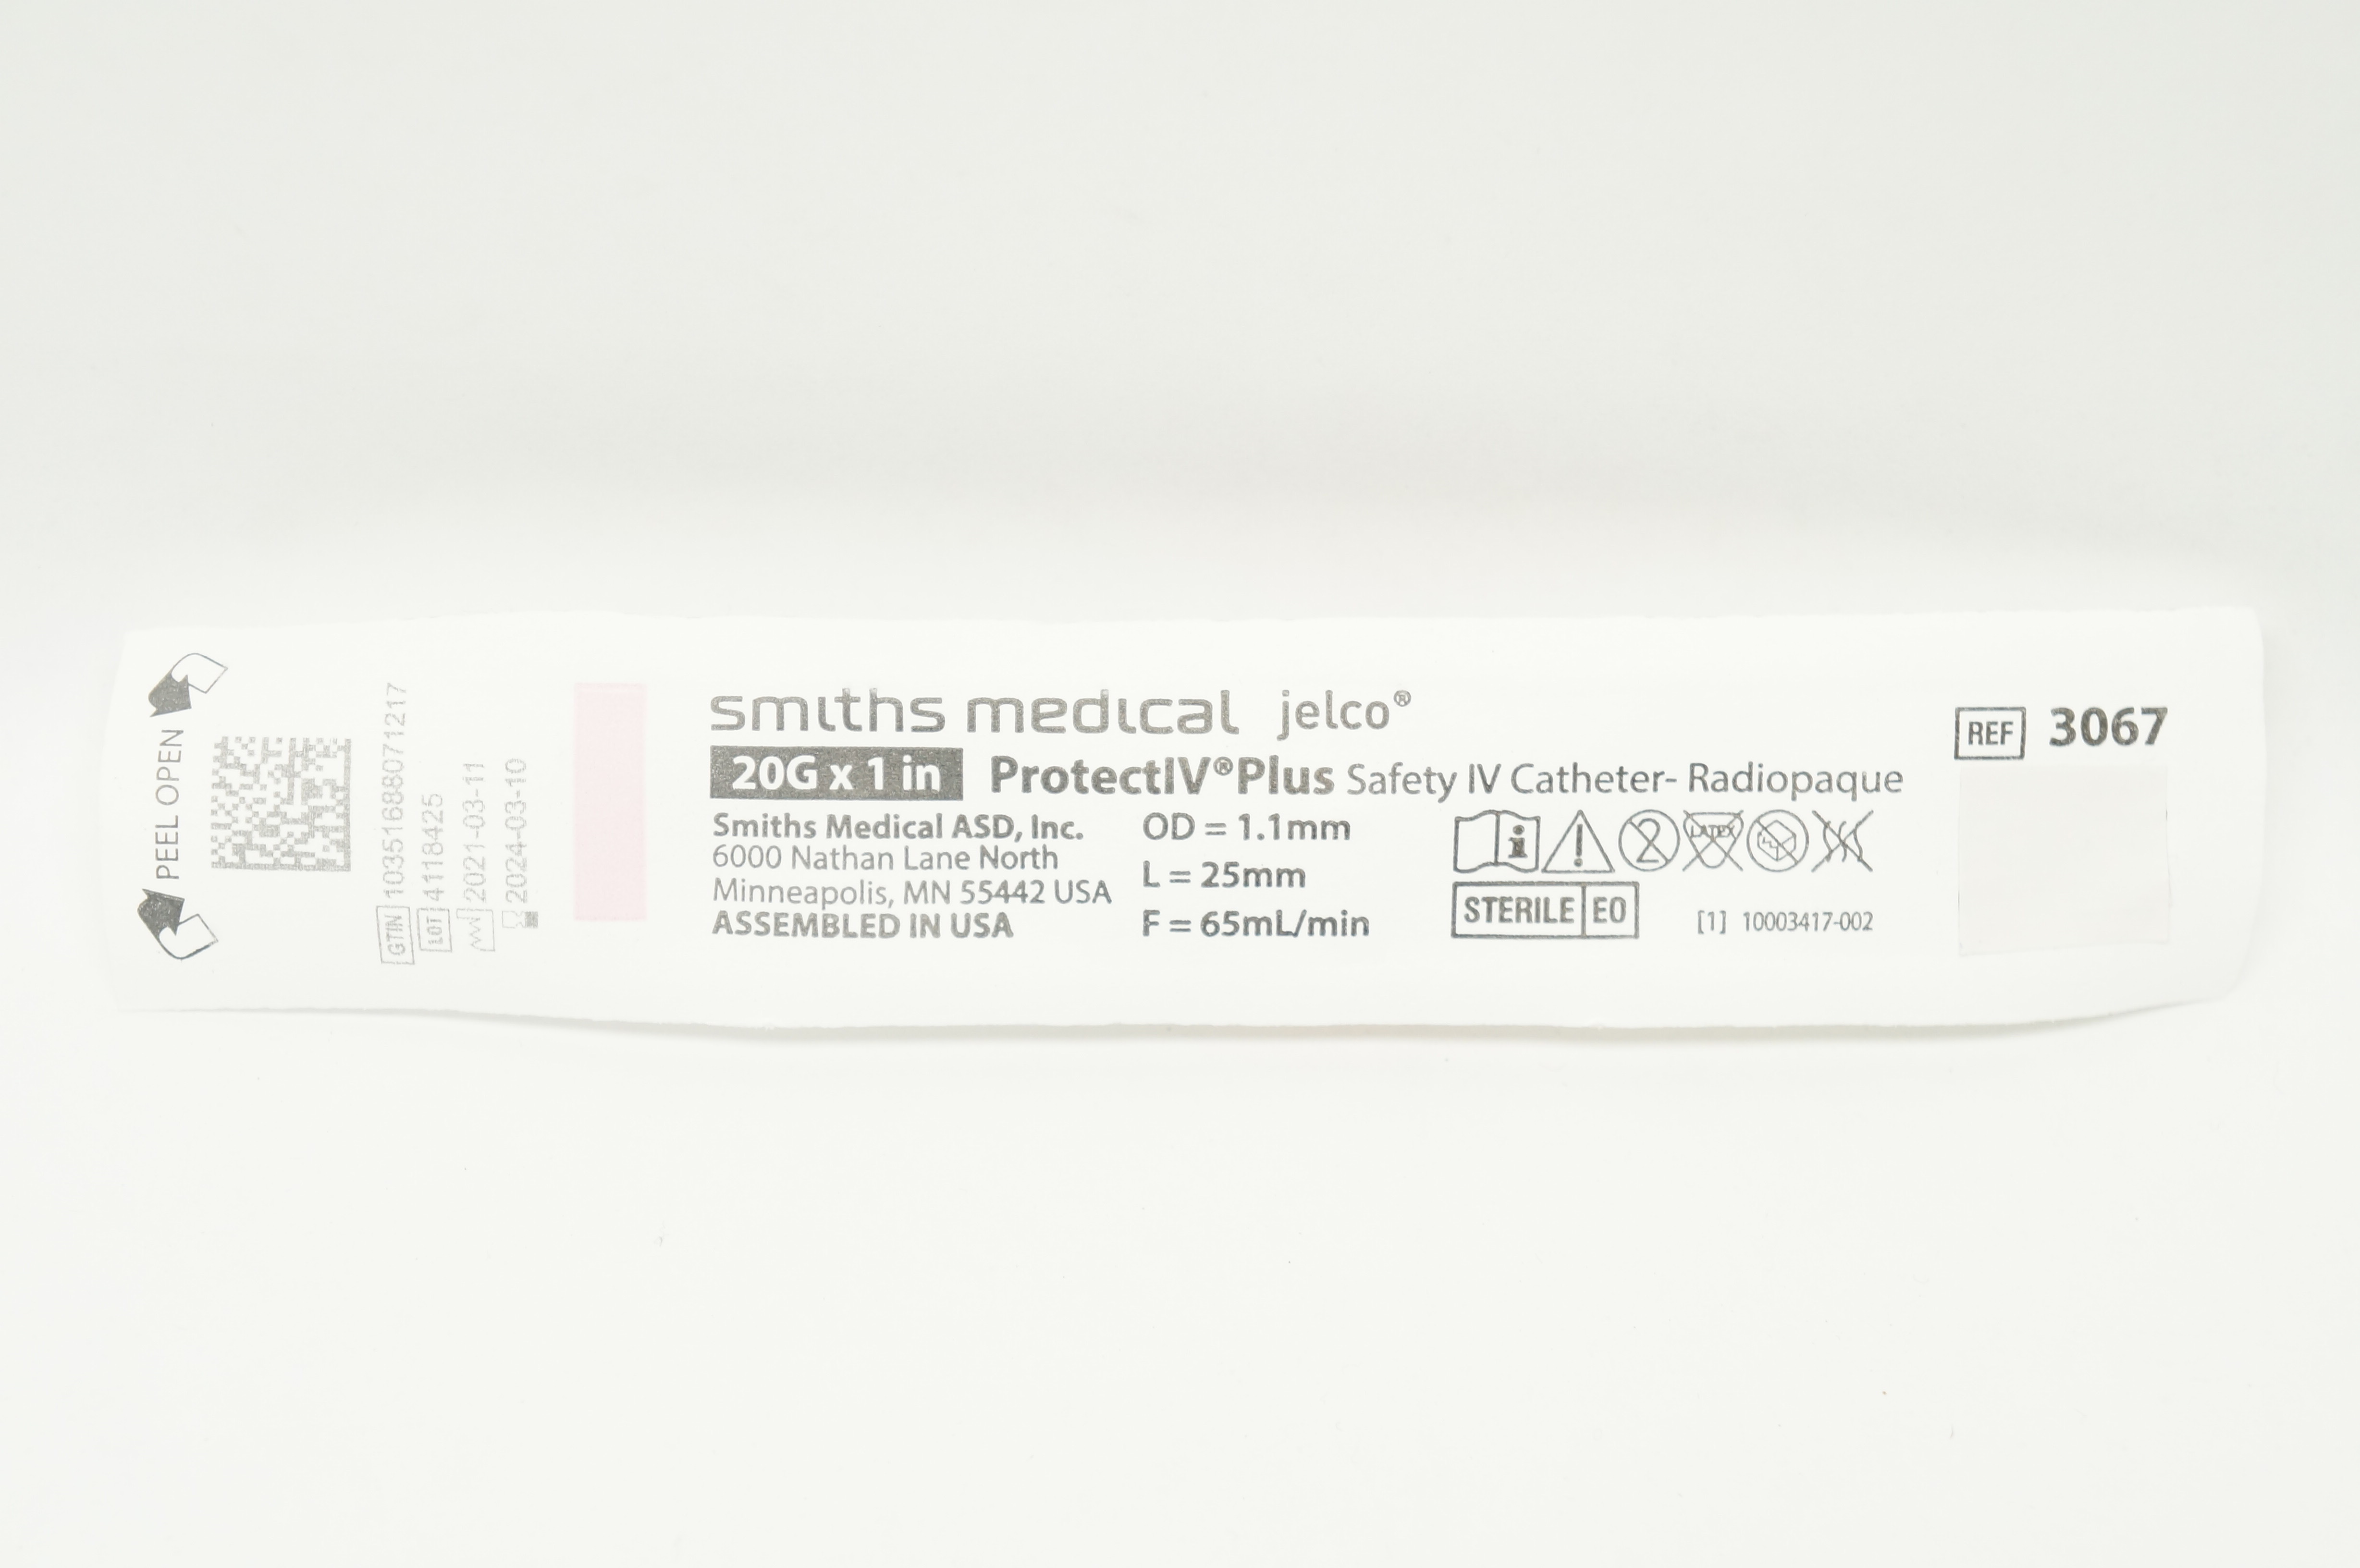 PEEL OPEN
GTIN 10351688071217
LOT 4118425
2021-03-11
2024-03-10
smiths medical jelco®
20G x 1 in ProtectIV®Plus Safety IV Catheter- Radiopaque
Smiths Medical ASD, Inc.
6000 Nathan Lane North
Minneapolis, MN 55442 USA
ASSEMBLED IN USA
OD = 1.1mm
L = 25mm
F = 65mL/min
i ! 2 LATEX
STERILE EO
[1] 10003417-002
REF 3067